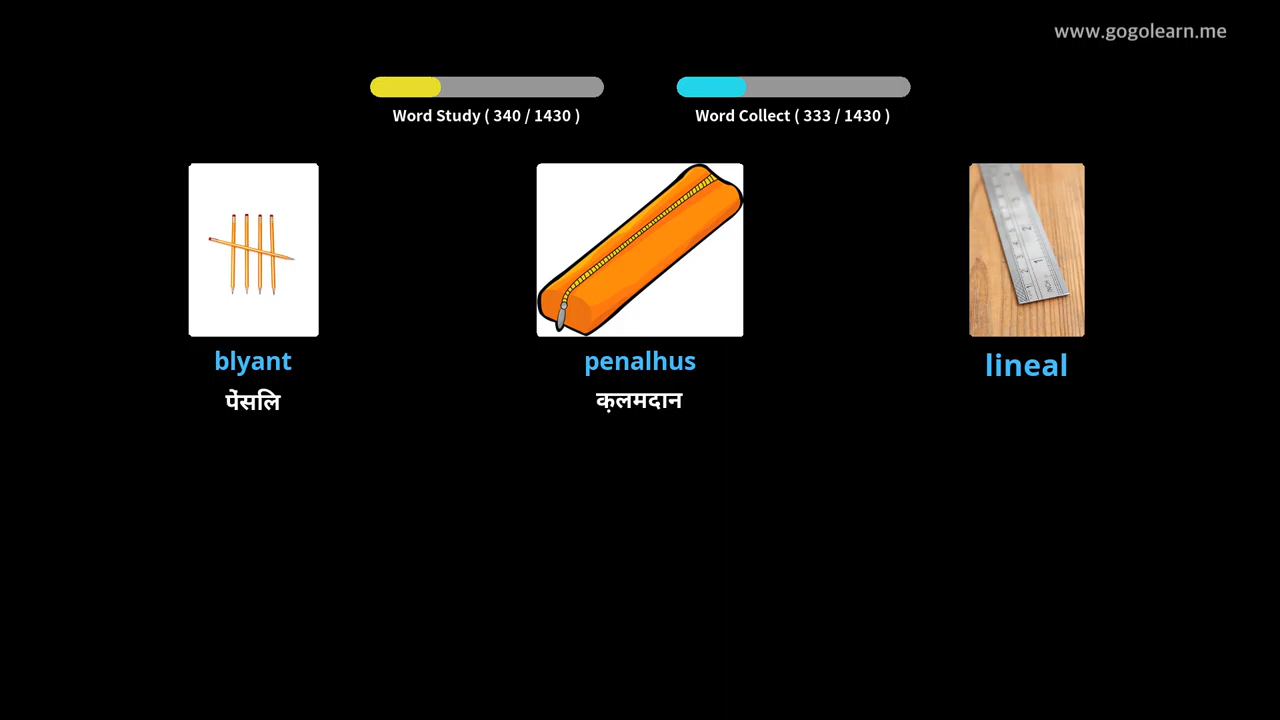 www.gogolearn.me
Word Study ( 340 / 1430 )
Word Collect ( 333 / 1430 )
blyant
penalhus
lineal
पेंसलि
क़लमदान